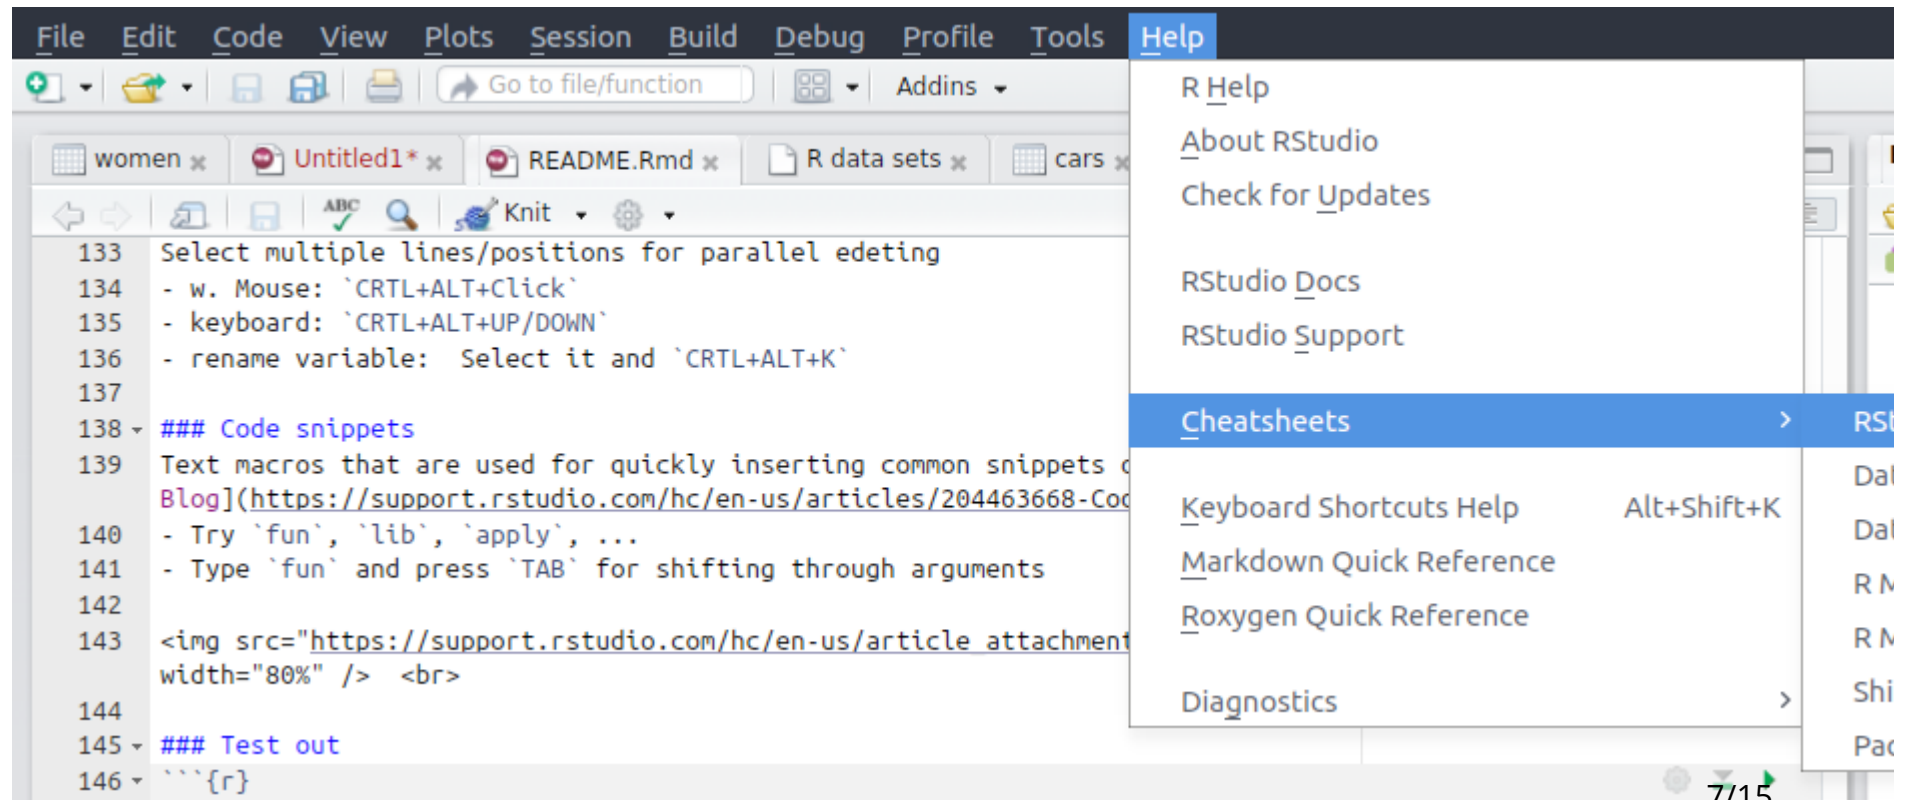 File Edit Code View Plots Session Build Debug Profile Tools Help
Go to file/function Addins
women Untitled1* README.Rmd R data sets cars
ABC Knit
133 Select multiple lines/positions for parallel edeting
134 - w. Mouse: `CRTL+ALT+Click`
135 - keyboard: `CRTL+ALT+UP/DOWN`
136 - rename variable:  Select it and `CRTL+ALT+K`
137
138 ### Code snippets
139 Text macros that are used for quickly inserting common snippets
Blog](https://support.rstudio.com/hc/en-us/articles/204463668-Cod
140 - Try `fun`, `lib`, `apply`, ...
141 - Type `fun` and press `TAB` for shifting through arguments
142
143 <img src="https://support.rstudio.com/hc/en-us/article_attachment
width="80%" />  <br>
144
145 ### Test out
146 ```{r}
R Help
About RStudio
Check for Updates
RStudio Docs
RStudio Support
Cheatsheets
Keyboard Shortcuts Help Alt+Shift+K
Markdown Quick Reference
Roxygen Quick Reference
Diagnostics
RSt
Dat
Dat
R M
R M
Shi
Pac
7/15